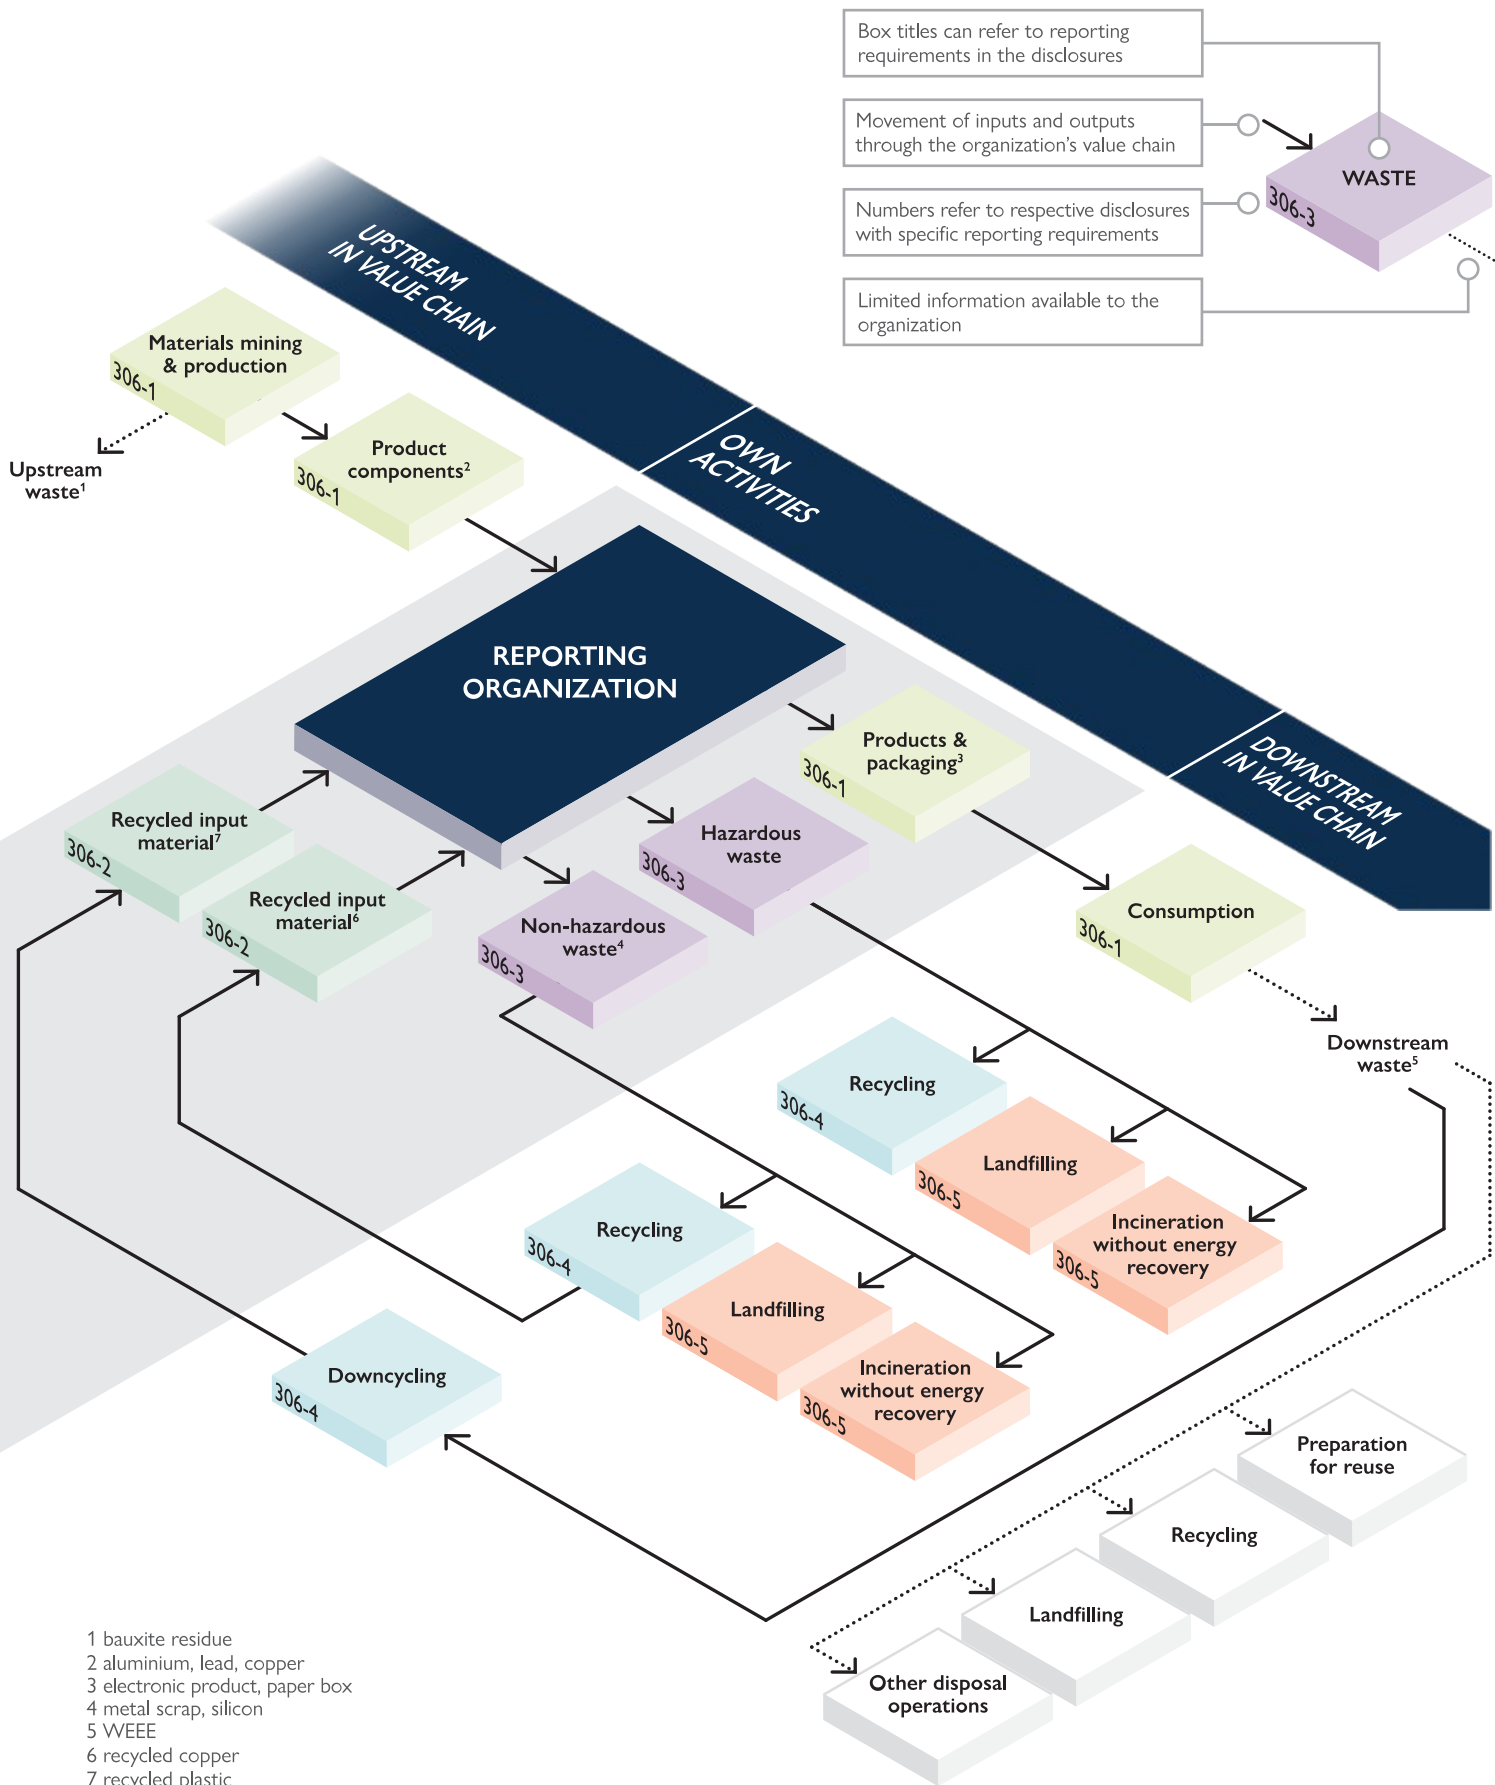 Box titles can refer to reporting
requirements in the disclosures
Movement of inputs and outputs
through the organization's value chain
Numbers refer to respective disclosures
with specific reporting requirements
Limited information available to the
organization
WASTE
306-3
UPSTREAM
IN VALUE CHAIN
OWN
ACTIVITIES
DOWNSTREAM
IN VALUE CHAIN
Materials mining
& production
306-1
Upstream
waste¹
Product
components²
306-1
REPORTING
ORGANIZATION
Products &
packaging³
306-1
Recycled input
material⁷
306-2
Recycled input
material⁶
306-2
Hazardous
waste
306-3
Non-hazardous
waste⁴
306-3
Consumption
306-1
Downstream
waste⁵
Recycling
306-4
Landfilling
306-5
Incineration
without energy
recovery
306-5
Recycling
306-4
Landfilling
306-5
Incineration
without energy
recovery
306-5
Downcycling
306-4
Preparation
for reuse
Recycling
Landfilling
Other disposal
operations
1 bauxite residue
2 aluminium, lead, copper
3 electronic product, paper box
4 metal scrap, silicon
5 WEEE
6 recycled copper
7 recycled plastic